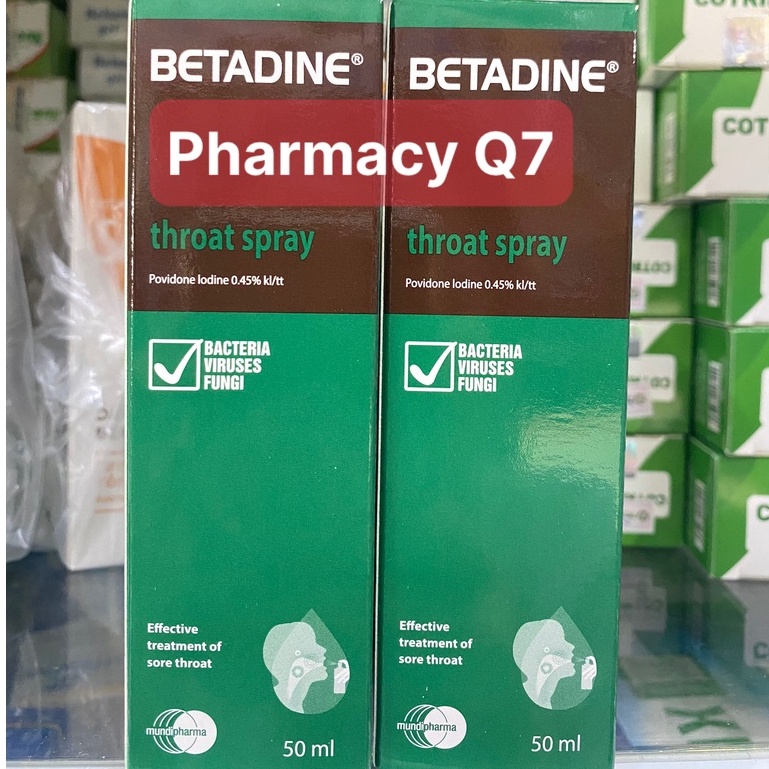 BETADINE®
Pharmacy Q7
throat spray
Povidone Iodine 0.45% kl/tt
BACTERIA
VIRUSES
FUNGI
Effective
treatment of
sore throat
mundipharma
50 ml
BETADINE®
throat spray
Povidone Iodine 0.45% kl/tt
BACTERIA
VIRUSES
FUNGI
Effective
treatment of
sore throat
mundipharma
50 ml
COT